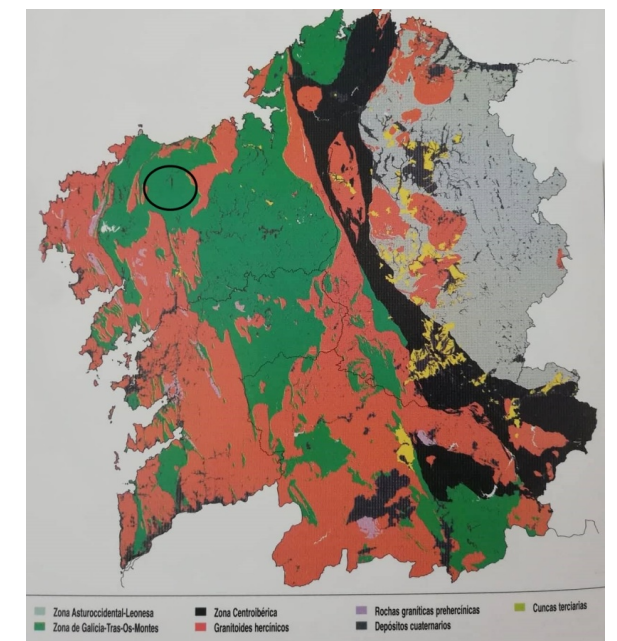 Zona Asturoccidental-Leonesa
Zona de Galicia-Tras-Os-Montes
Zona Centroibérica
Granitoides hercínicos
Rochas graníticas prehercínicas
Depósitos cuaternarios
Cuncas terciarias